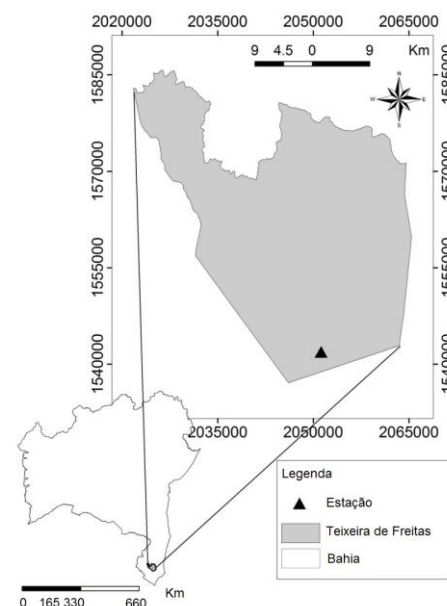 2020000 2035000 2050000 2065000
9 4.5 0 9 Km
N
W E
S
1585000 1585000
1570000 1570000
1555000 1555000
1540000 1540000
2035000 2050000 2065000
Legenda
Estação
Teixeira de Freitas
Bahia
Km
0 165 330 660